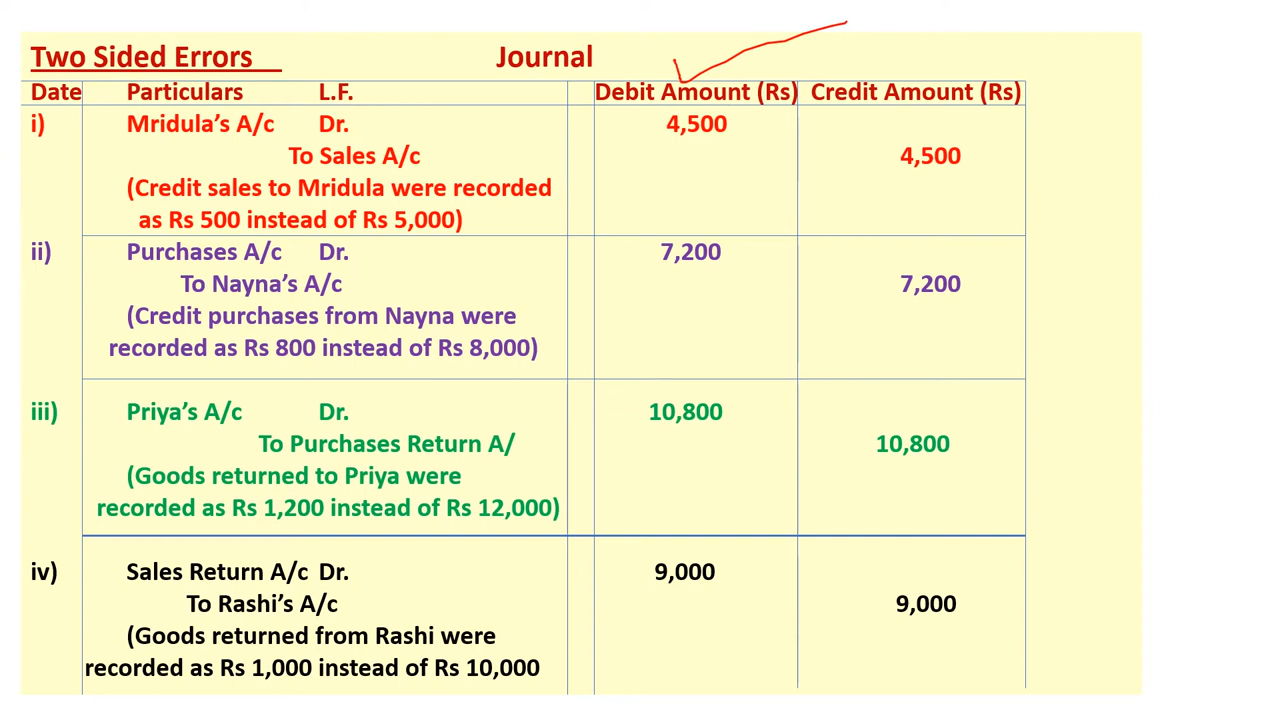 Two Sided Errors Journal
Date Particulars L.F. Debit Amount (Rs) Credit Amount (Rs)
i) Mridula’s A/c Dr. 4,500
To Sales A/c 4,500
(Credit sales to Mridula were recorded
as Rs 500 instead of Rs 5,000)
ii) Purchases A/c Dr. 7,200
To Nayna’s A/c 7,200
(Credit purchases from Nayna were
recorded as Rs 800 instead of Rs 8,000)
iii) Priya’s A/c Dr. 10,800
To Purchases Return A/ 10,800
(Goods returned to Priya were
recorded as Rs 1,200 instead of Rs 12,000)
iv) Sales Return A/c Dr. 9,000
To Rashi’s A/c 9,000
(Goods returned from Rashi were
recorded as Rs 1,000 instead of Rs 10,000